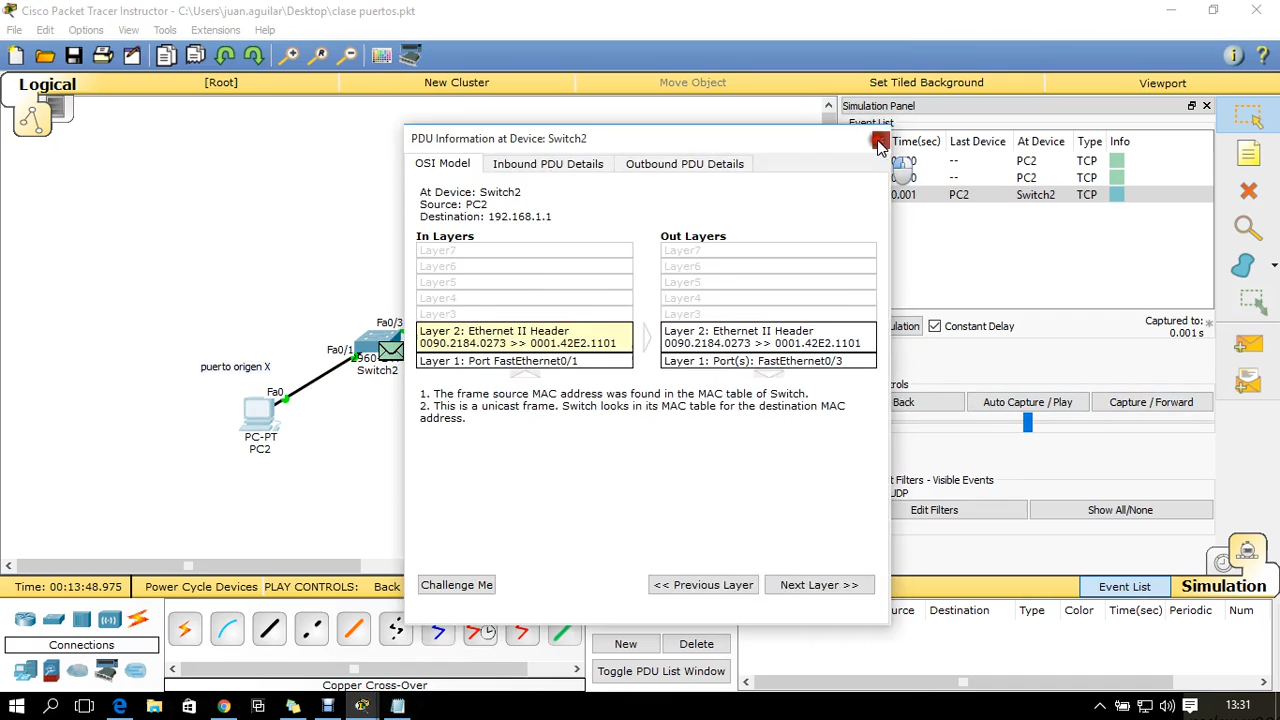 Cisco Packet Tracer Instructor - C:\Users\juan.aguilar\Desktop\clase puertos.pkt
File Edit Options View Tools Extensions Help
Logical [Root] New Cluster Move Object Set Tiled Background Viewport
Simulation Panel
Event List
Time(sec) Last Device At Device Type Info
-- PC2 TCP
-- PC2 TCP
0.001 PC2 Switch2 TCP
Constant Delay
Captured to:
0.001 s
Back Auto Capture / Play Capture / Forward
Filters - Visible Events
UDP
Edit Filters Show All/None
PDU Information at Device: Switch2
OSI Model Inbound PDU Details Outbound PDU Details
At Device: Switch2
Source: PC2
Destination: 192.168.1.1
In Layers Out Layers
Layer7 Layer7
Layer6 Layer6
Layer5 Layer5
Layer4 Layer4
Layer3 Layer3
Layer 2: Ethernet II Header Layer 2: Ethernet II Header
0090.2184.0273 >> 0001.42E2.1101 0090.2184.0273 >> 0001.42E2.1101
Layer 1: Port FastEthernet0/1 Layer 1: Port(s): FastEthernet0/3
1. The frame source MAC address was found in the MAC table of Switch.
2. This is a unicast frame. Switch looks in its MAC table for the destination MAC
address.
Challenge Me << Previous Layer Next Layer >>
Fa0/3
Fa0/1
Switch2
puerto origen X
Fa0
PC-PT
PC2
Time: 00:13:48.975 Power Cycle Devices PLAY CONTROLS: Back Event List Simulation
Destination Type Color Time(sec) Periodic Num
Connections
New Delete
Toggle PDU List Window
Copper Cross-Over
13:31